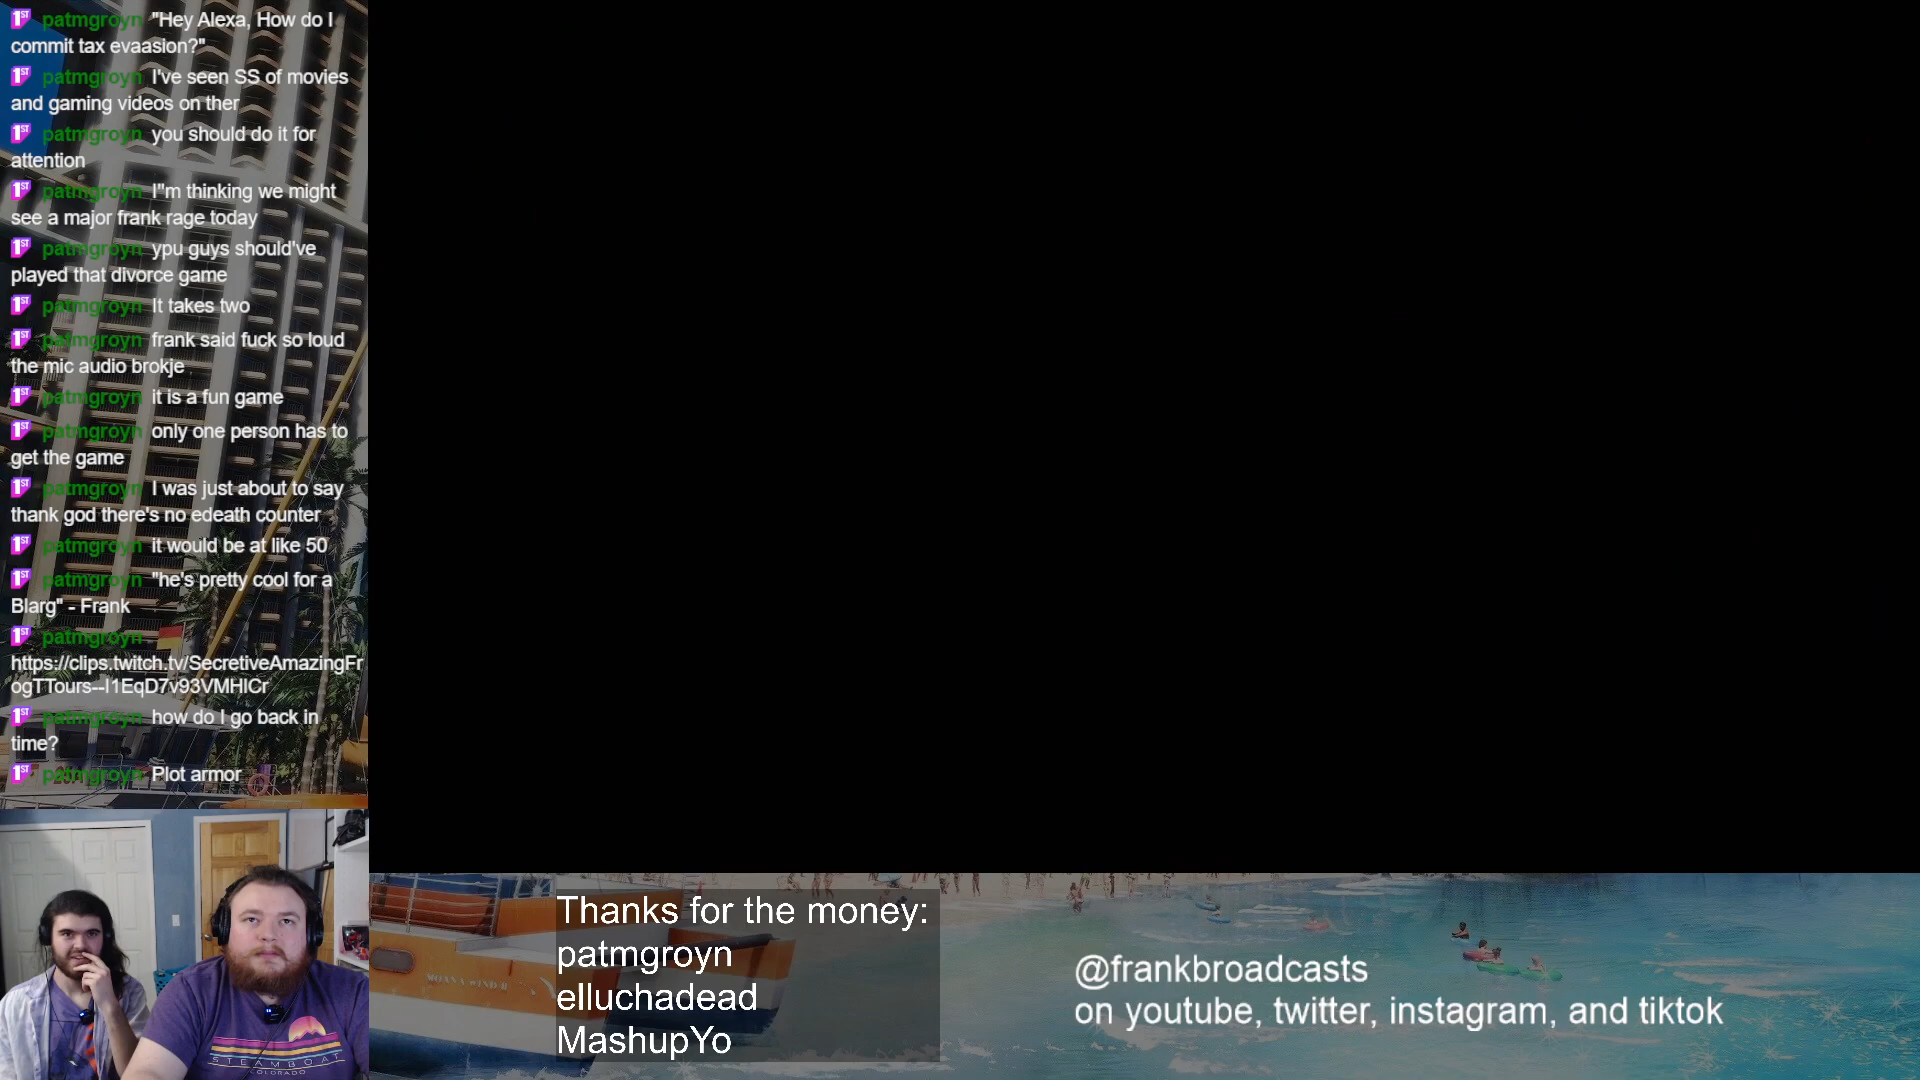 patmgroyn "Hey Alexa, How do I
commit tax evaasion?"
patmgroyn I've seen SS of movies
and gaming videos on ther
patmgroyn you should do it for
attention
patmgroyn I"m thinking we might
see a major frank rage today
patmgroyn ypu guys should've
played that divorce game
patmgroyn It takes two
patmgroyn frank said fuck so loud
the mic audio brokje
patmgroyn it is a fun game
patmgroyn only one person has to
get the game
patmgroyn I was just about to say
thank god there's no edeath counter
patmgroyn it would be at like 50
patmgroyn "he's pretty cool for a
Blarg" - Frank
patmgroyn
https://clips.twitch.tv/SecretiveAmazingFr
ogTTours--I1EqD7v93VMHlCr
patmgroyn how do I go back in
time?
patmgroyn Plot armor
STEAMBOAT
COLORADO
Thanks for the money:
patmgroyn
elluchadead
MashupYo
@frankbroadcasts
on youtube, twitter, instagram, and tiktok